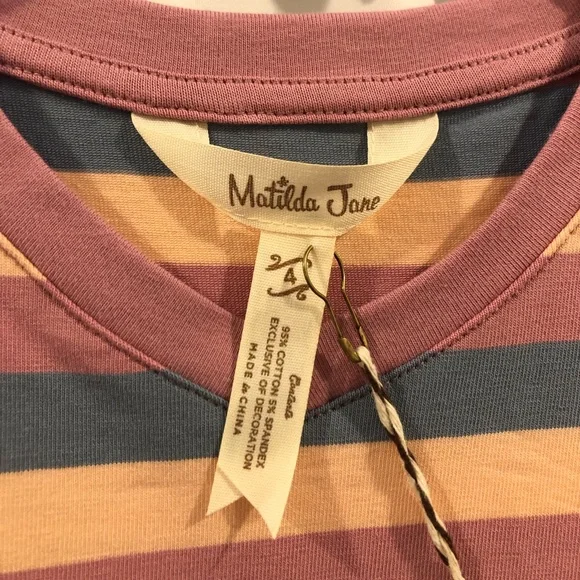 Matilda Jane
4
Contents
95% COTTON 5% SPANDEX
EXCLUSIVE OF DECORATION
MADE in CHINA